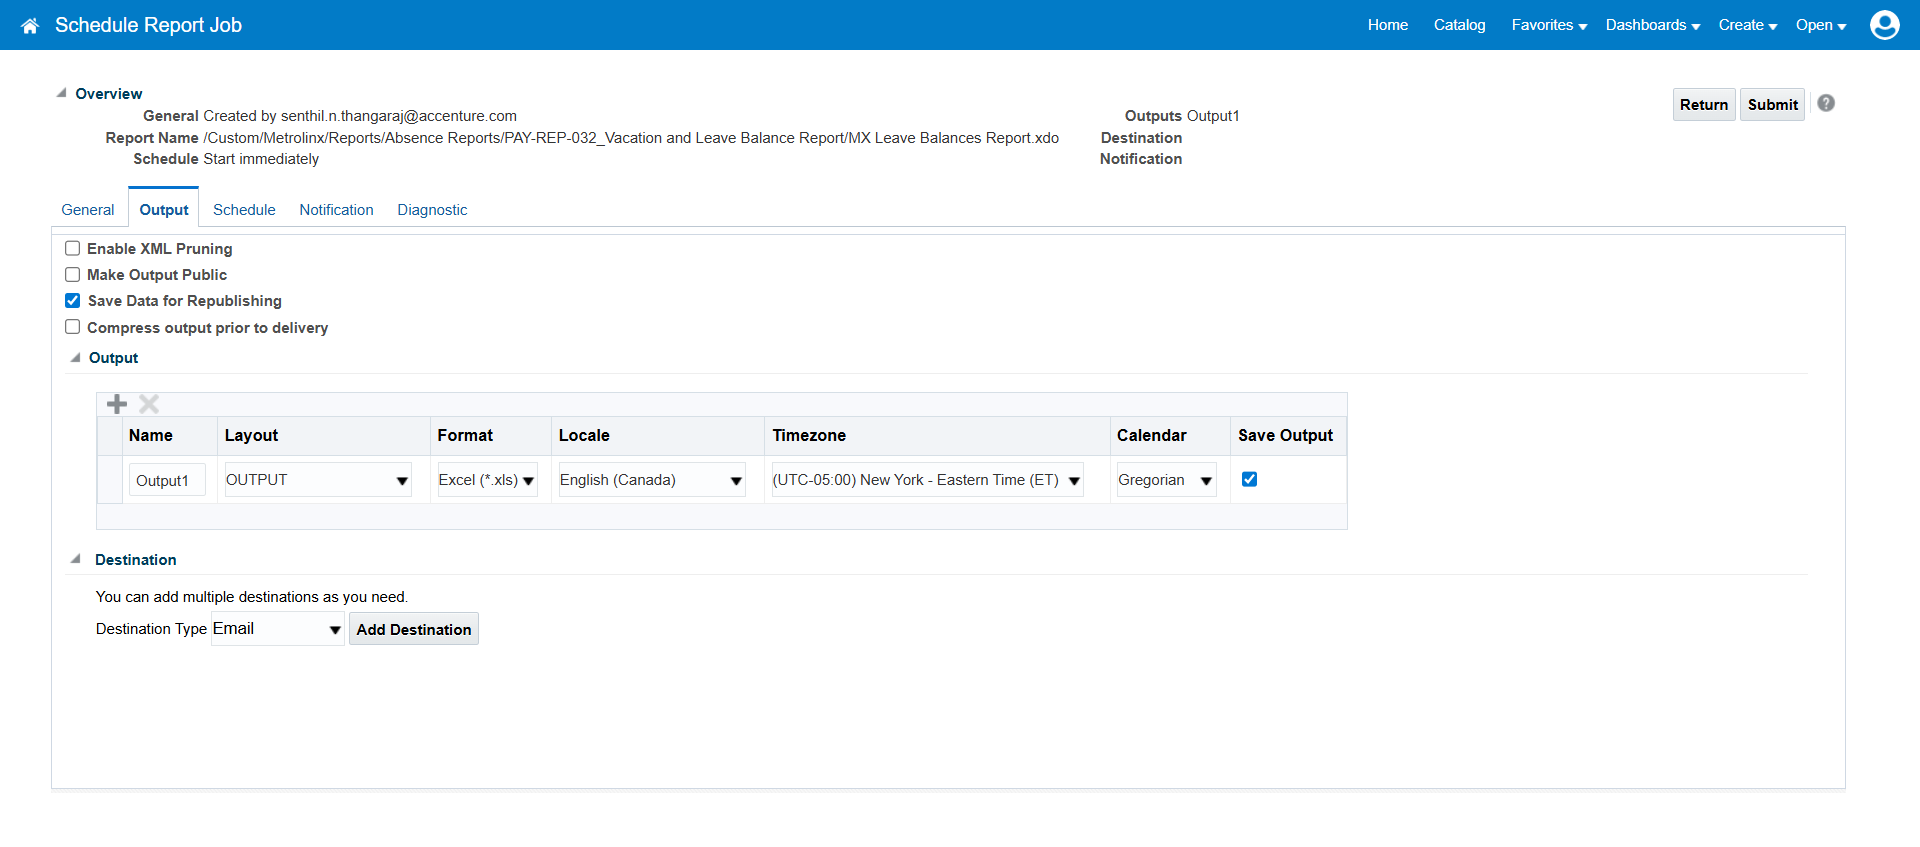 Schedule Report Job
Home Catalog Favorites Dashboards Create Open
Overview
General Created by senthil.n.thangaraj@accenture.com
Report Name /Custom/Metrolinx/Reports/Absence Reports/PAY-REP-032_Vacation and Leave Balance Report/MX Leave Balances Report.xdo
Schedule Start immediately
Outputs Output1
Destination
Notification
Return Submit ?
General Output Schedule Notification Diagnostic
Enable XML Pruning
Make Output Public
Save Data for Republishing
Compress output prior to delivery
Output
Name Layout Format Locale Timezone Calendar Save Output
Output1 OUTPUT Excel (*.xls) English (Canada) (UTC-05:00) New York - Eastern Time (ET) Gregorian
Destination
You can add multiple destinations as you need.
Destination Type Email Add Destination